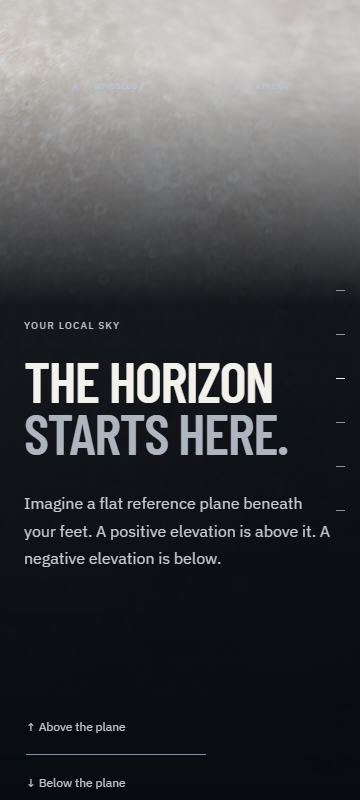 YOUR LOCAL SKY
THE HORIZON
STARTS HERE.
Imagine a flat reference plane beneath
your feet. A positive elevation is above it. A
negative elevation is below.
↑ Above the plane
↓ Below the plane